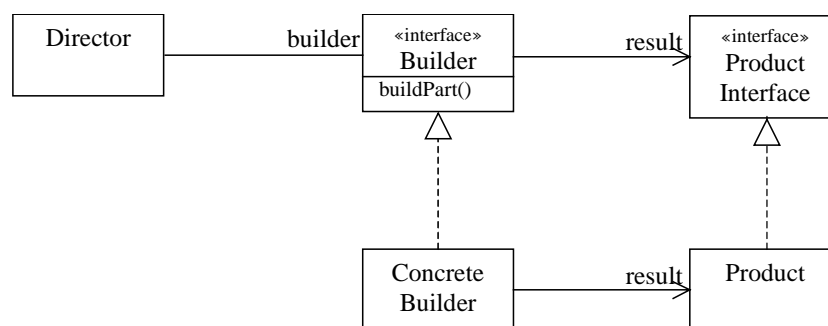 Director
builder
«interface»
Builder
buildPart()
result
«interface»
Product
Interface
Concrete
Builder
result
Product